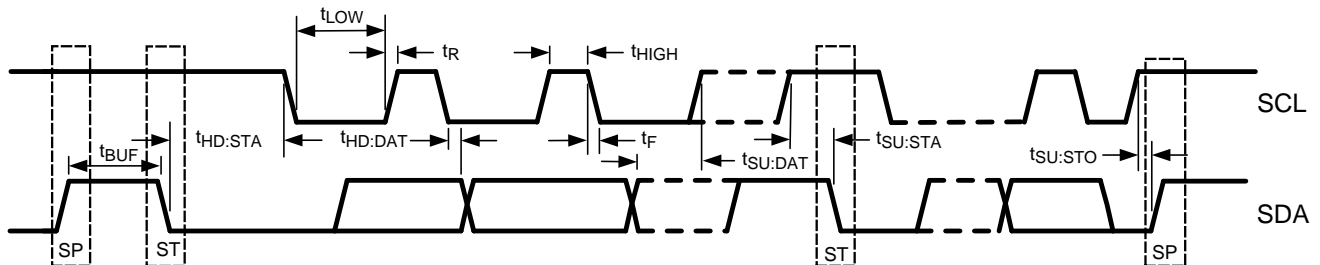 tLOW
tR
tHIGH
SCL
tHD:STA
tHD:DAT
tF
tSU:DAT
tSU:STA
tSU:STO
tBUF
SDA
SP
ST
ST
SP